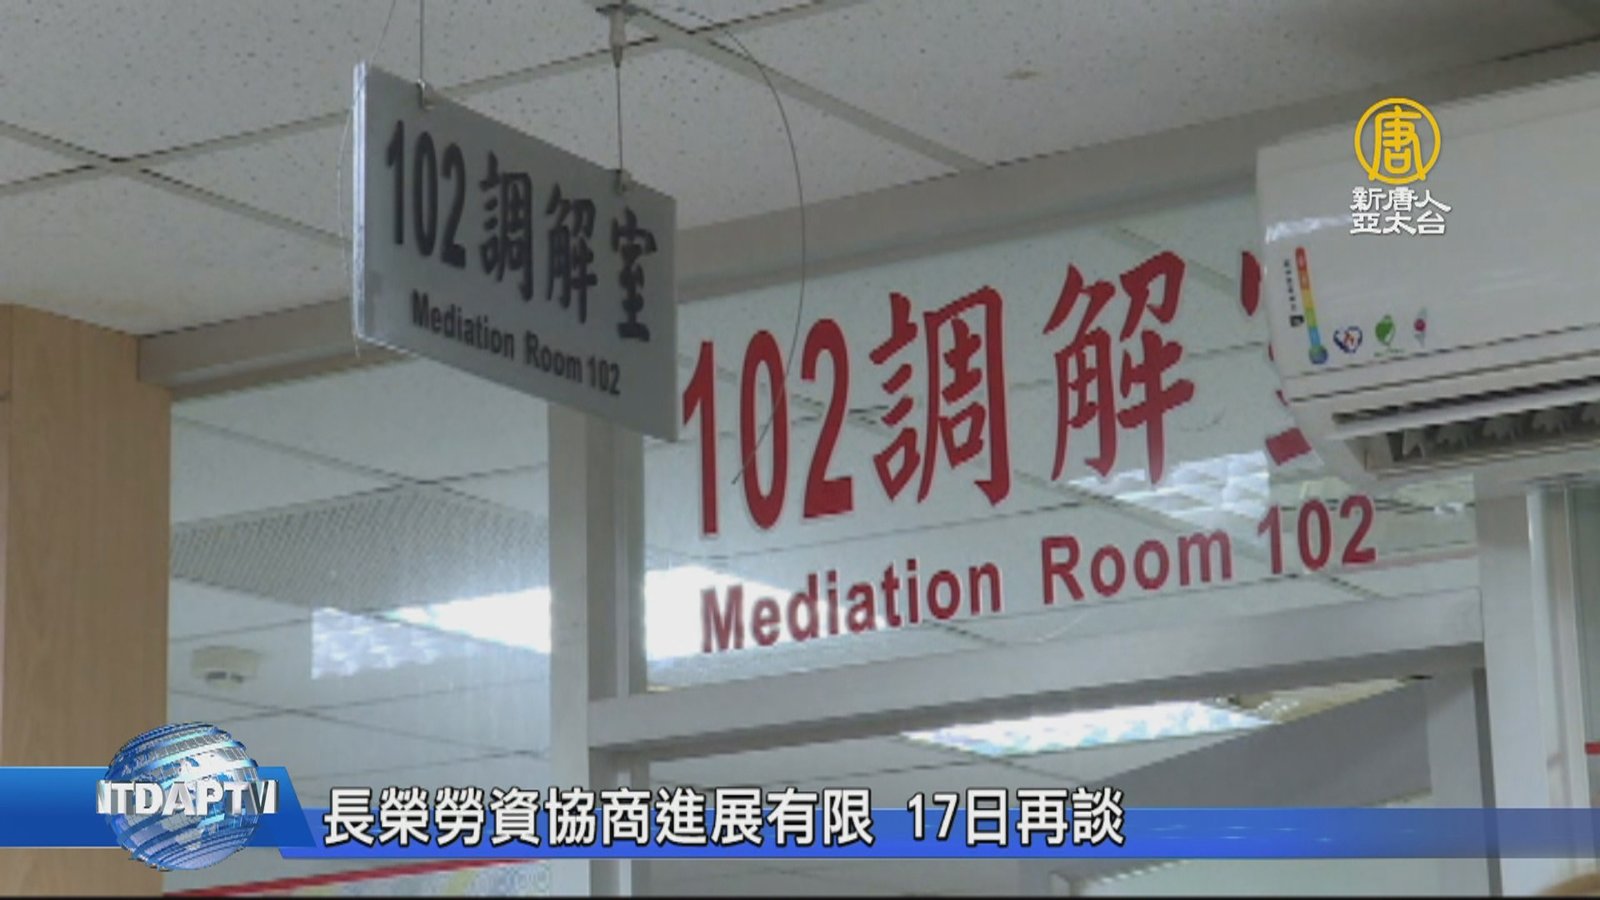 102調解室
Mediation Room 102
102調解
Mediation Room 102
唐
新唐人
亞太台
NTDAPTV
長榮勞資協商進展有限 17日再談